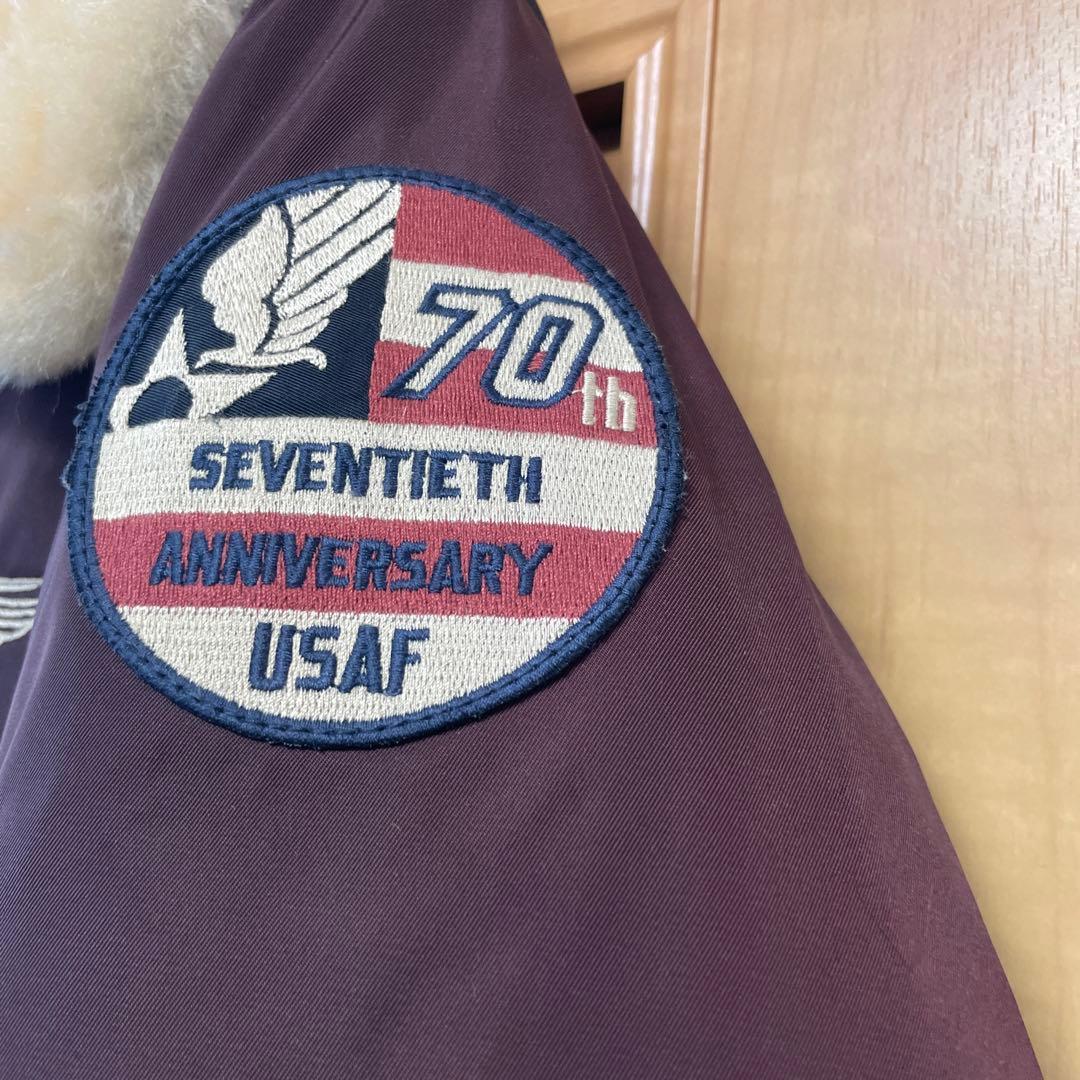 70th
SEVENTIETH
ANNIVERSARY
USAF